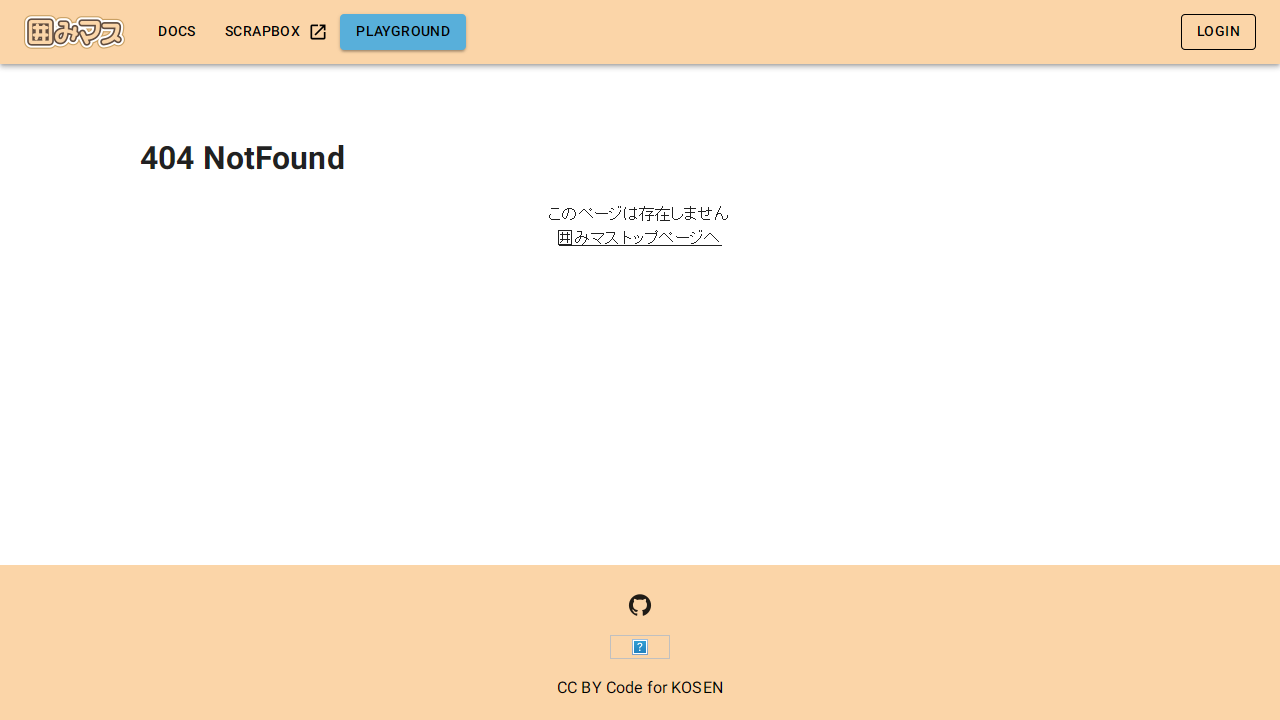 囲みマス
DOCS
SCRAPBOX
PLAYGROUND
LOGIN
404 NotFound
このページは存在しません
囲みマストップページへ
?
CC BY Code for KOSEN